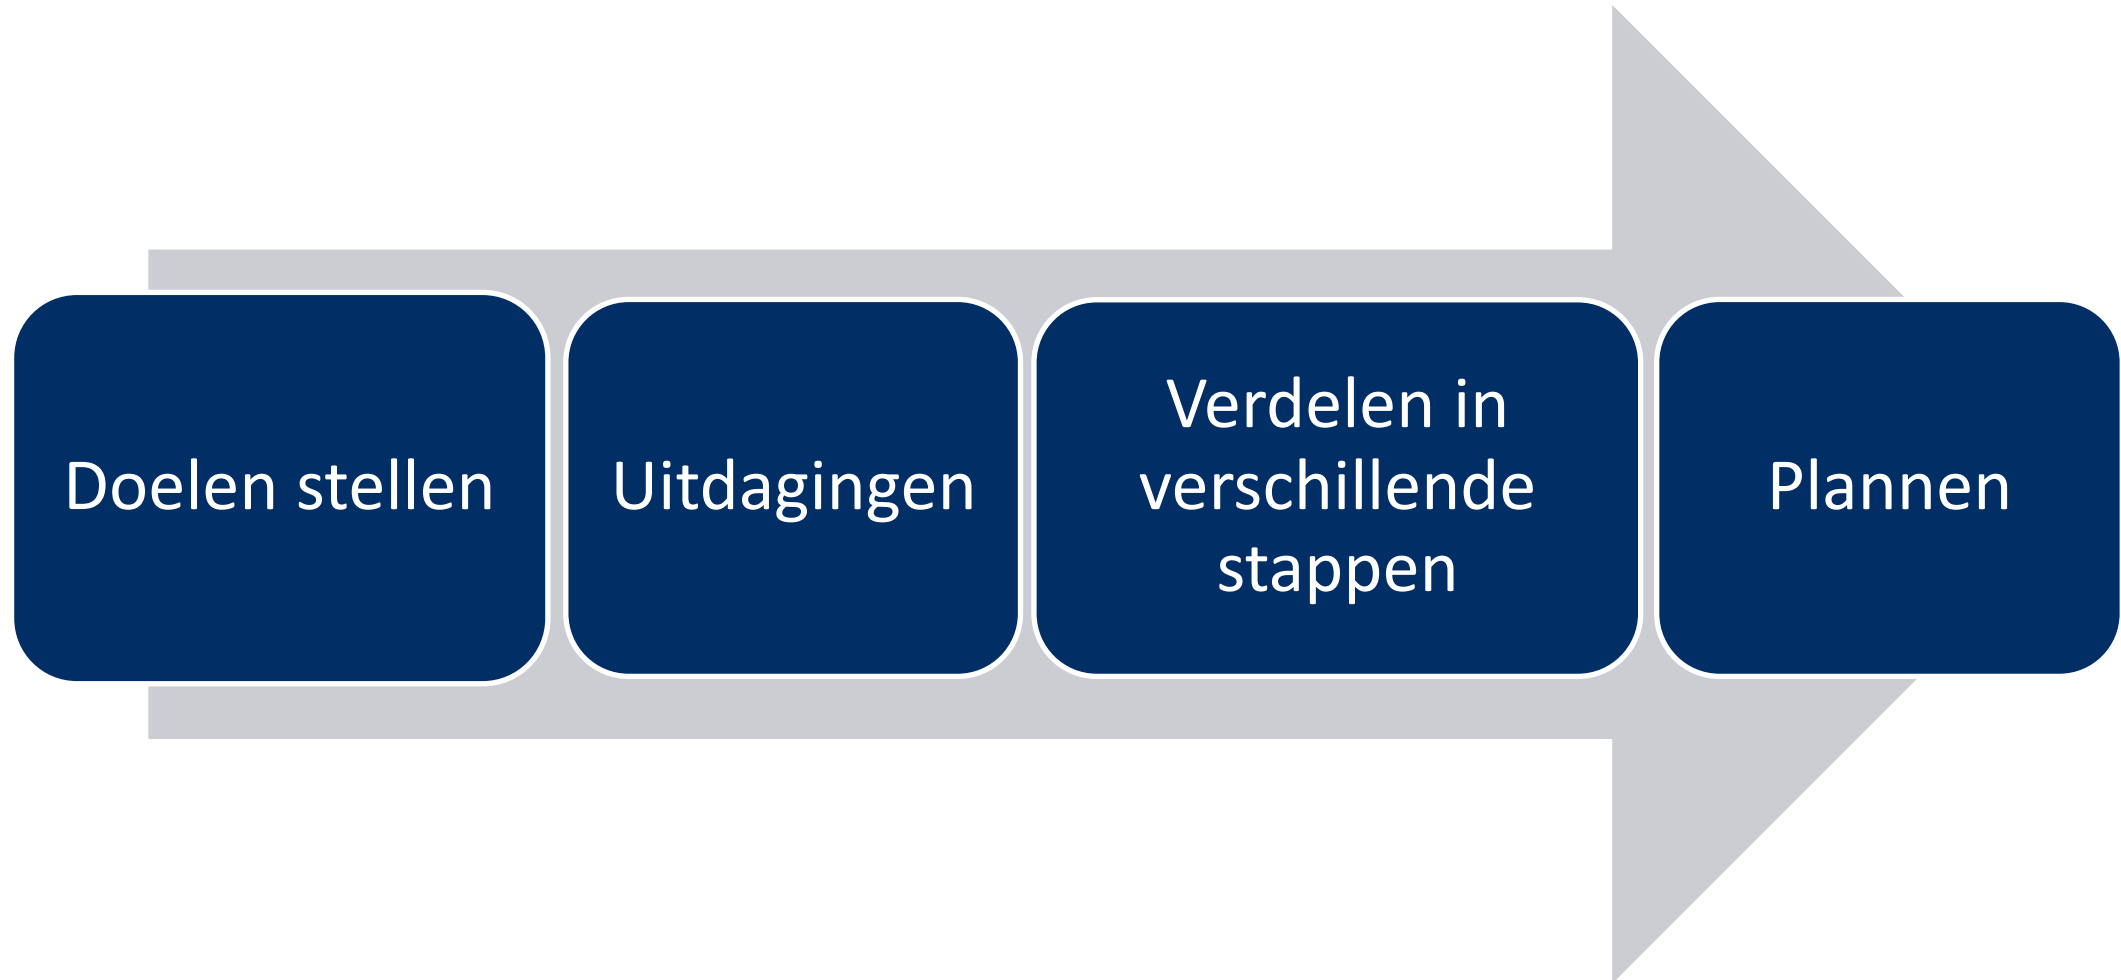 Doelen stellen
Uitdagingen
Verdelen in
verschillende
stappen
Plannen